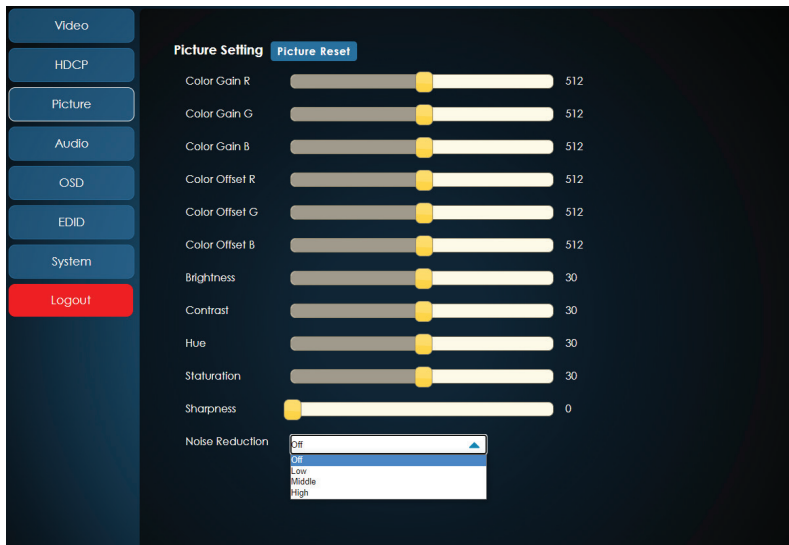 Video
HDCP
Picture
Audio
OSD
EDID
System
Logout
Picture Setting Picture Reset
Color Gain R 512
Color Gain G 512
Color Gain B 512
Color Offset R 512
Color Offset G 512
Color Offset B 512
Brightness 30
Contrast 30
Hue 30
Staturation 30
Sharpness 0
Noise Reduction Off
Off
Low
Middle
High